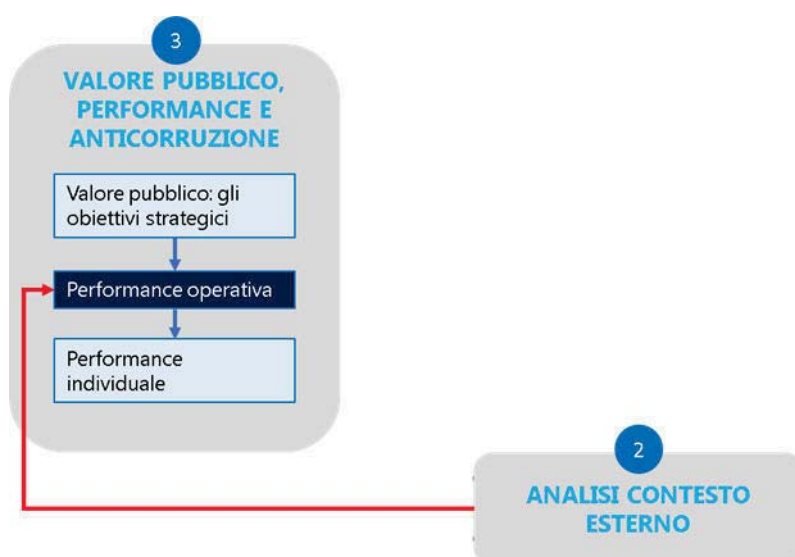 3
VALORE PUBBLICO,
PERFORMANCE E
ANTICORRUZIONE
Valore pubblico: gli
obiettivi strategici
Performance operativa
Performance
individuale
2
ANALISI CONTESTO
ESTERNO